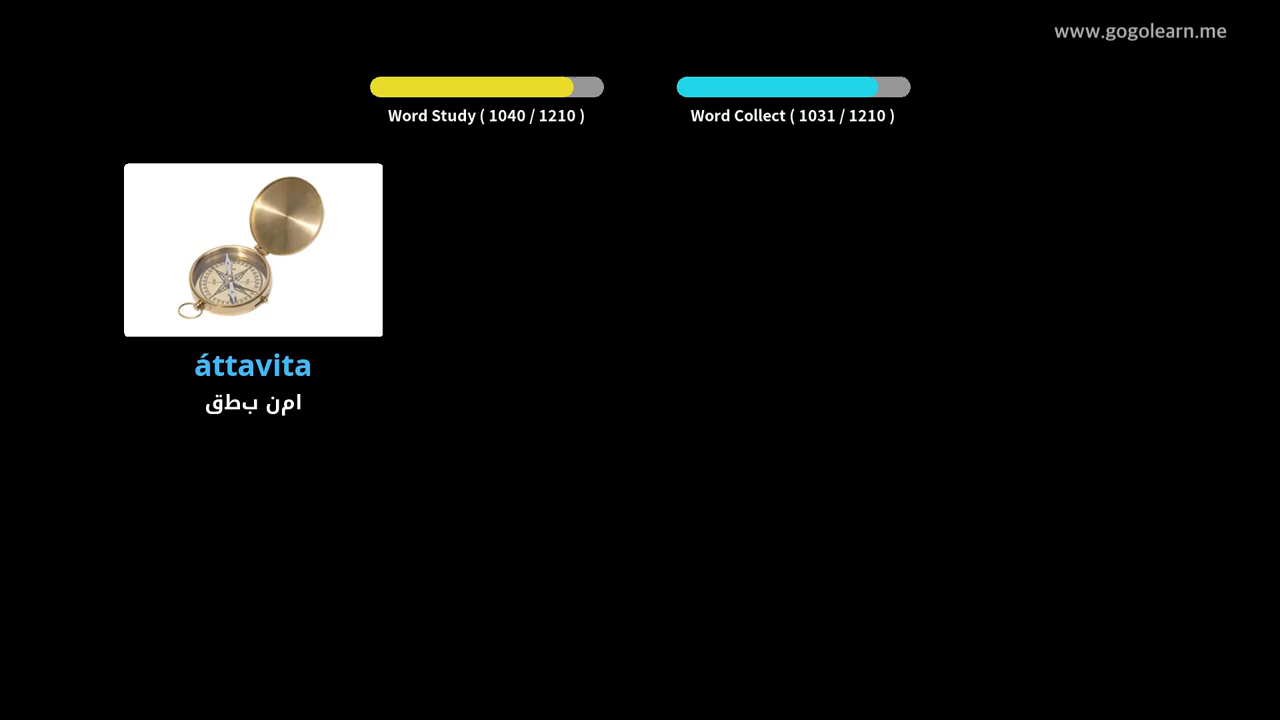 www.gogolearn.me
Word Study ( 1040 / 1210 )
Word Collect ( 1031 / 1210 )
áttavita
امن بطق